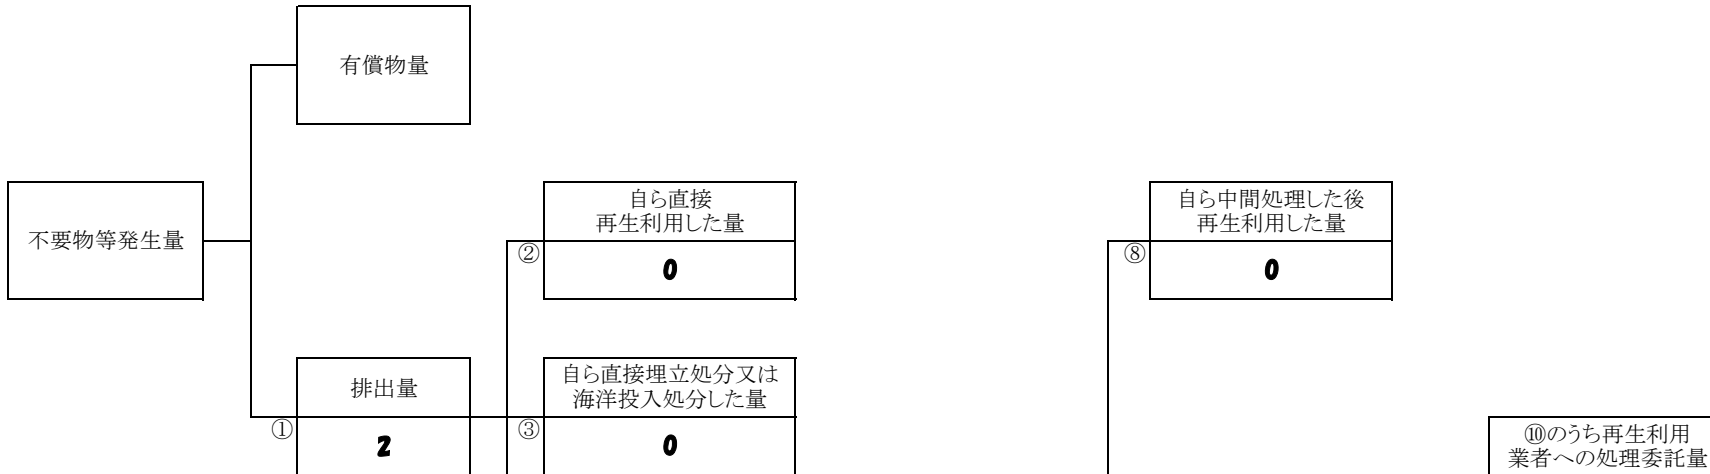 有償物量
不要物等発生量
自ら直接
再生利用した量
②
0
自ら中間処理した後
再生利用した量
⑧
0
排出量
①
2
自ら直接埋立処分又は
海洋投入処分した量
③
0
⑩のうち再生利用
業者への処理委託量